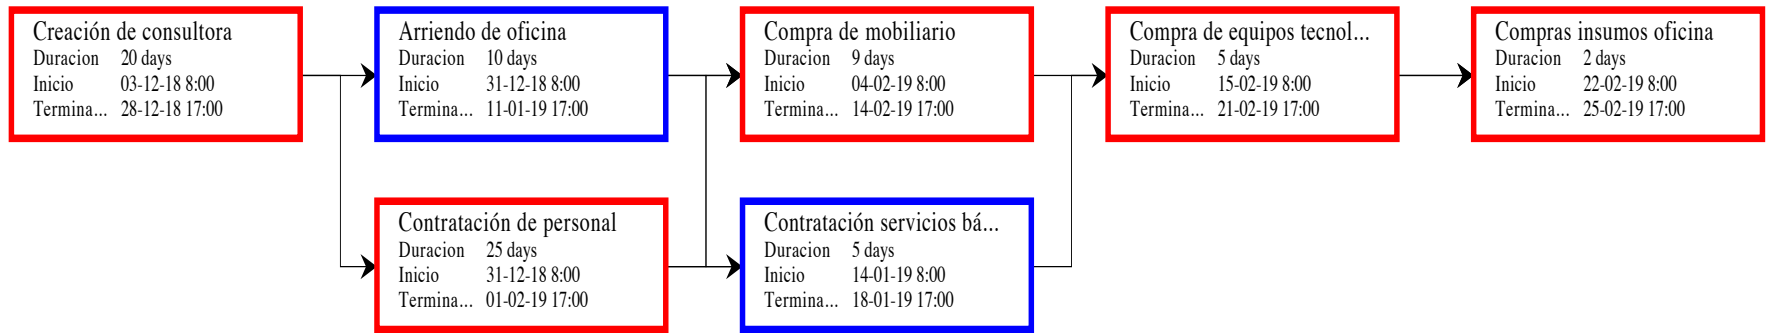 Creación de consultora
Duracion 20 days
Inicio 03-12-18 8:00
Termina... 28-12-18 17:00
Arriendo de oficina
Duracion 10 days
Inicio 31-12-18 8:00
Termina... 11-01-19 17:00
Compra de mobiliario
Duracion 9 days
Inicio 04-02-19 8:00
Termina... 14-02-19 17:00
Compra de equipos tecnol...
Duracion 5 days
Inicio 15-02-19 8:00
Termina... 21-02-19 17:00
Compras insumos oficina
Duracion 2 days
Inicio 22-02-19 8:00
Termina... 25-02-19 17:00
Contratación de personal
Duracion 25 days
Inicio 31-12-18 8:00
Termina... 01-02-19 17:00
Contratación servicios bá...
Duracion 5 days
Inicio 14-01-19 8:00
Termina... 18-01-19 17:00